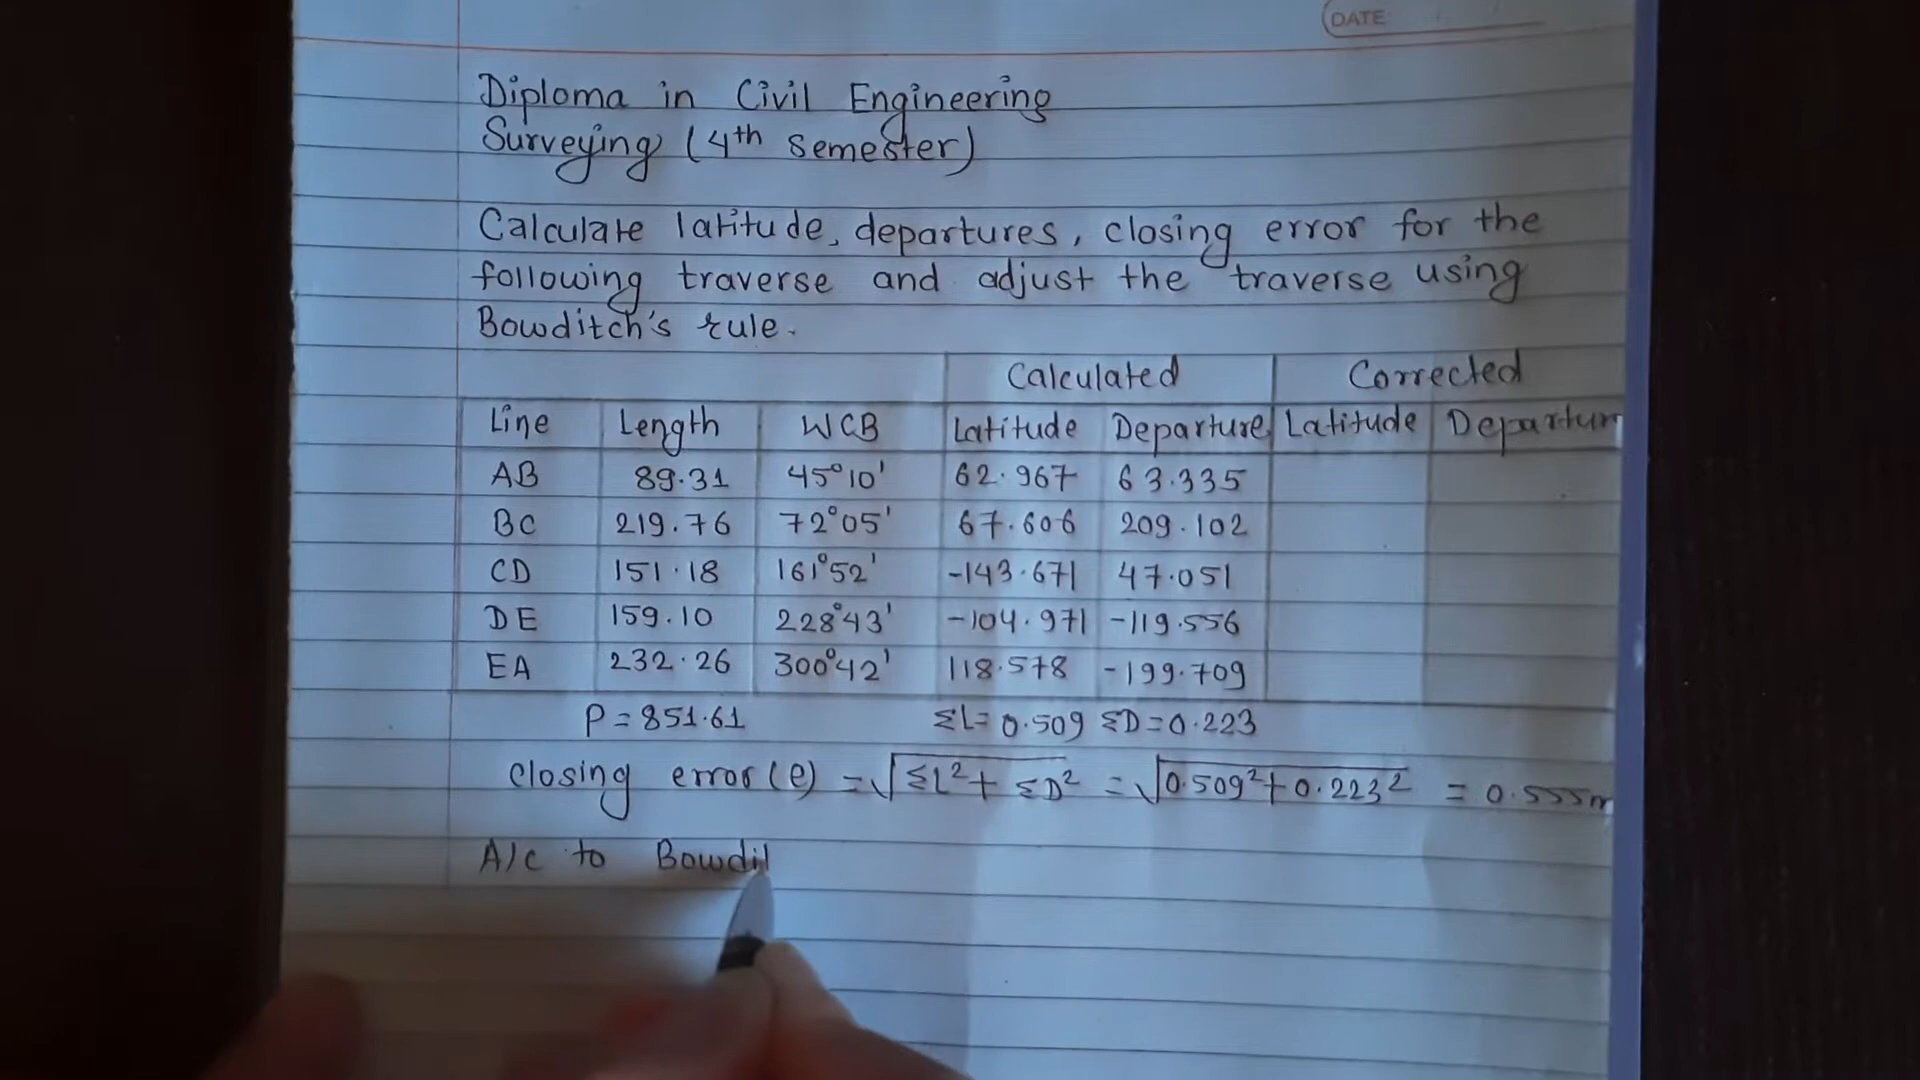 DATE
Diploma in Civil Engineering
Surveying (4th semester)
Calculate latitude, departures, closing error for the
following traverse and adjust the traverse using
Bowditch's rule.
Calculated Corrected
Line Length WCB Latitude Departure Latitude Departur
AB 89.31 45°10' 62.967 63.335
BC 219.76 72°05' 67.606 209.102
CD 151.18 161°52' -143.671 47.051
DE 159.10 228°43' -104.971 -119.556
EA 232.26 300°42' 118.578 -199.709
P = 851.61 ΣL= 0.509 ΣD=0.223
Closing error(e) = √ΣL²+ ΣD² = √0.509²+0.223² = 0.555m
A/c to Bowdit